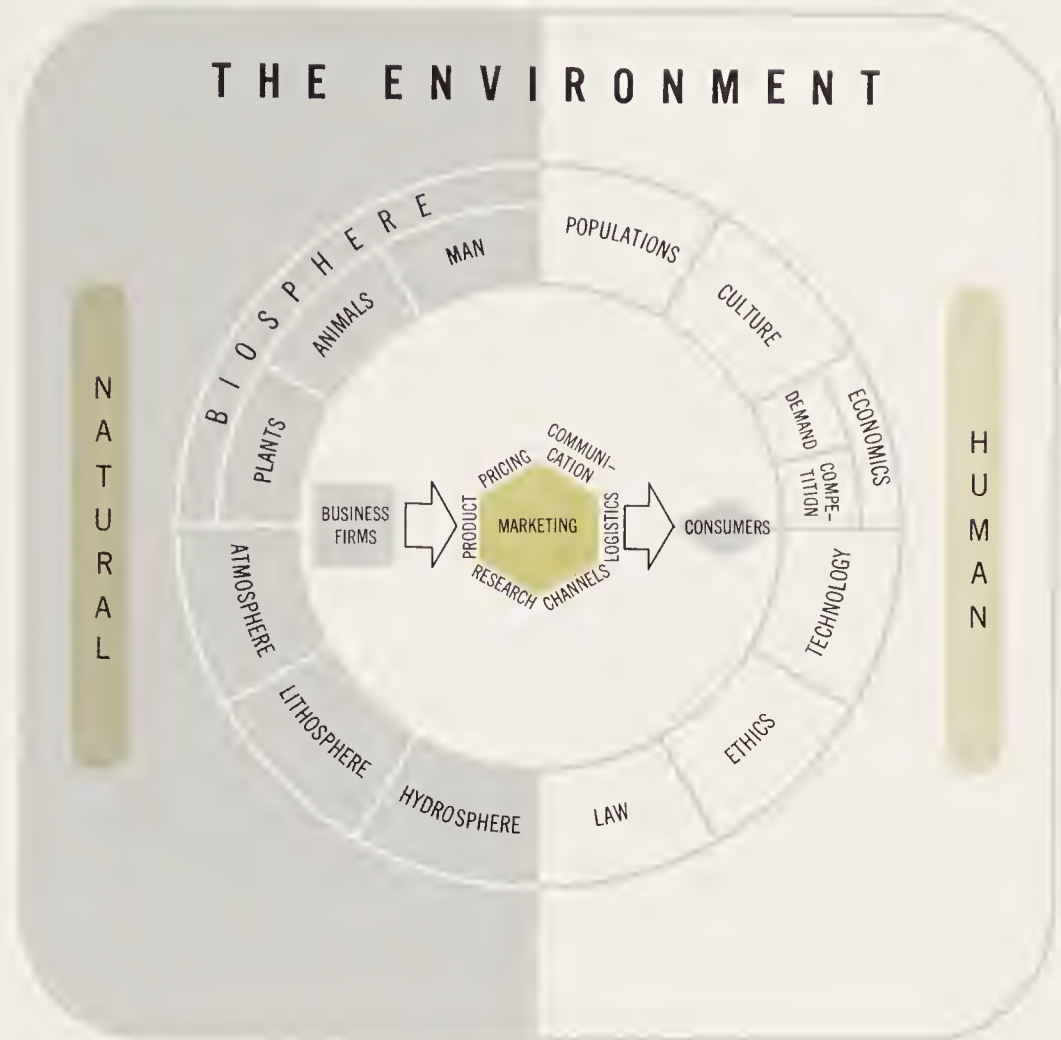 THE ENVIRONMENT
NATURAL
BIOSPHERE
MAN
ANIMALS
PLANTS
ATMOSPHERE
LITHOSPHERE
HYDROSPHERE
POPULATIONS
CULTURE
ECONOMICS
DEMAND
COMPE-
TITION
TECHNOLOGY
ETHICS
LAW
HUMAN
BUSINESS
FIRMS
PRODUCT
PRICING
COMMUNI-
CATION
LOGISTICS
CHANNELS
RESEARCH
MARKETING
CONSUMERS